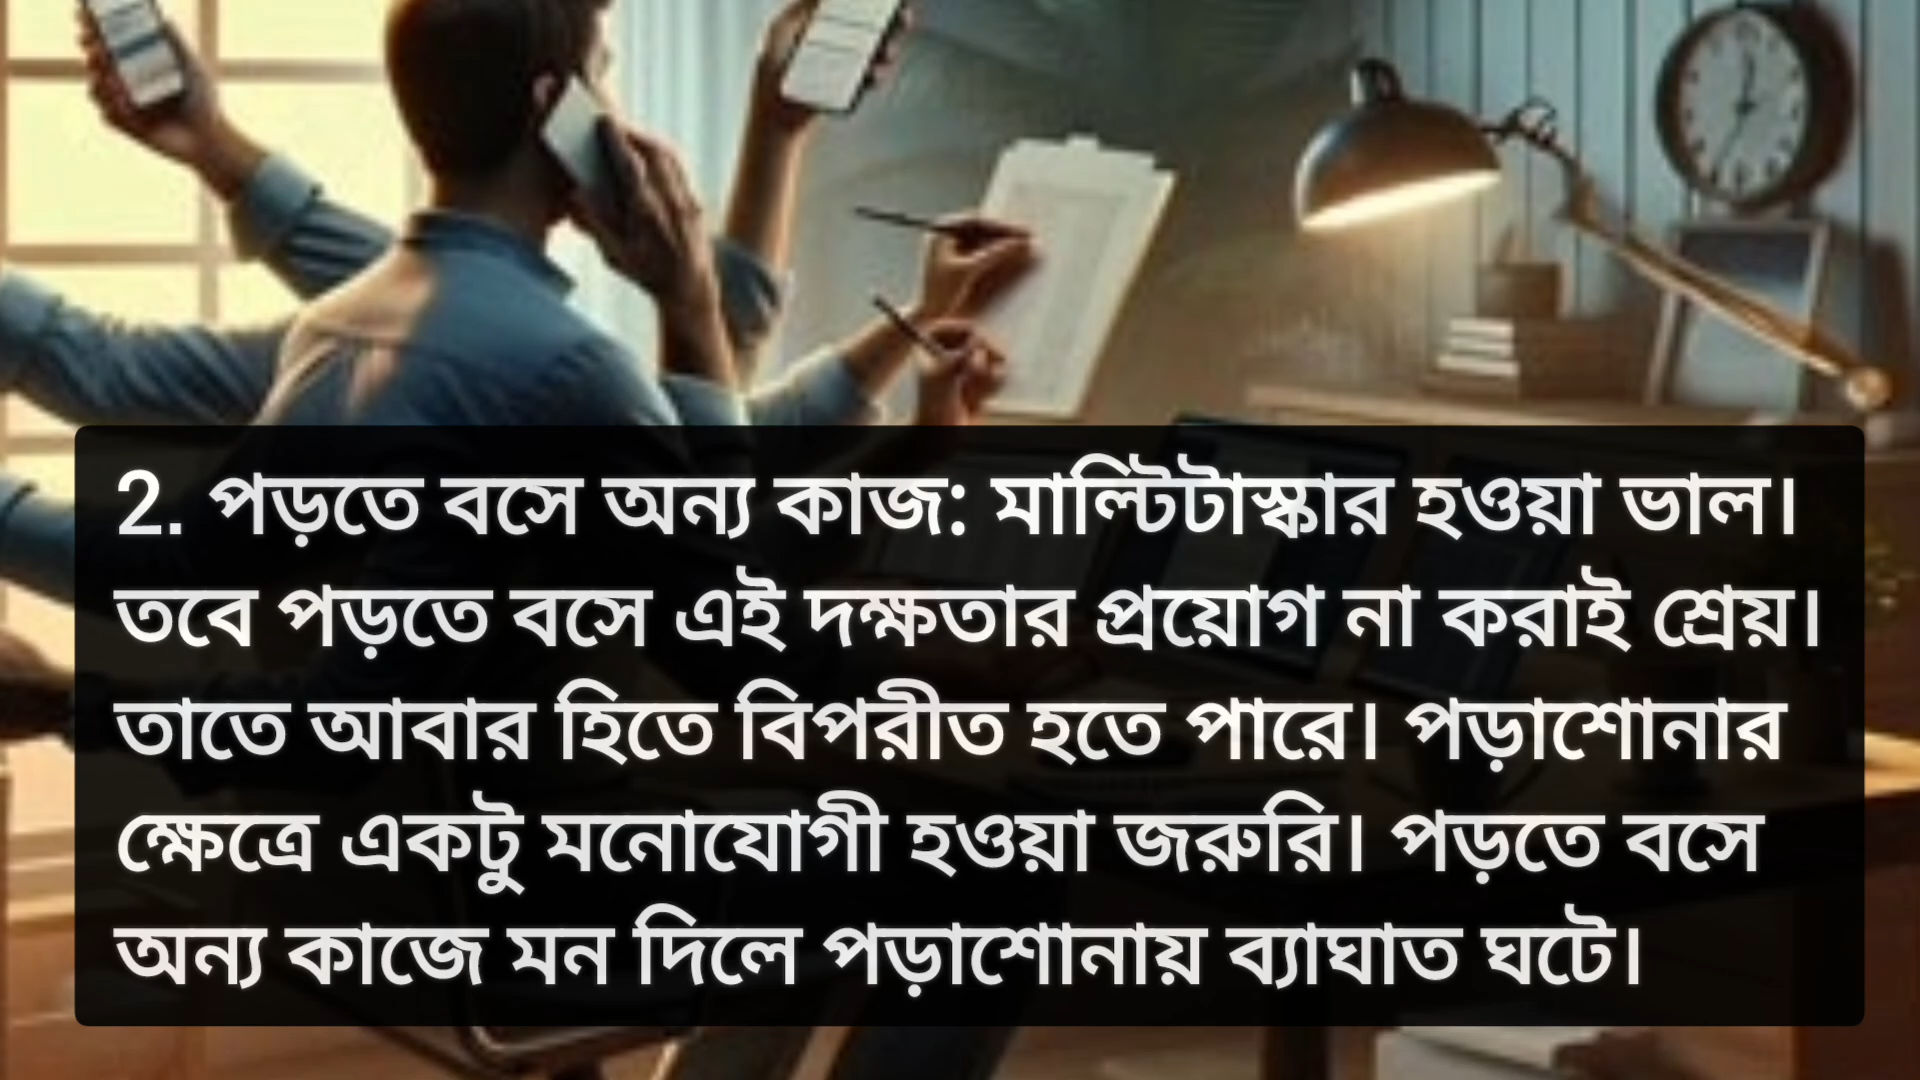 2. পড়তে বসে অন্য কাজ: মাল্টিটাস্কার হওয়া ভাল।
তবে পড়তে বসে এই দক্ষতার প্রয়োগ না করাই শ্রেয়।
তাতে আবার হিতে বিপরীত হতে পারে। পড়াশোনার
ক্ষেত্রে একটু মনোযোগী হওয়া জরুরি। পড়তে বসে
অন্য কাজে মন দিলে পড়াশোনায় ব্যাঘাত ঘটে।